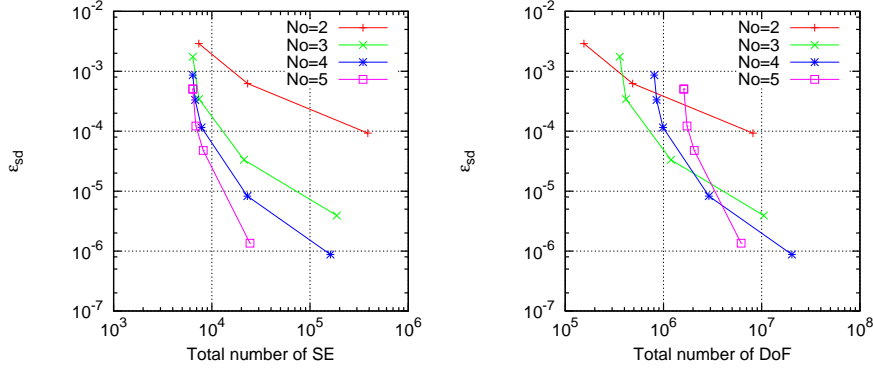 10^-2
10^-3
10^-4
10^-5
10^-6
10^-7
ε_sd
10^3 10^4 10^5 10^6
Total number of SE
No=2
No=3
No=4
No=5
10^-2
10^-3
10^-4
10^-5
10^-6
10^-7
ε_sd
10^5 10^6 10^7 10^8
Total number of DoF
No=2
No=3
No=4
No=5